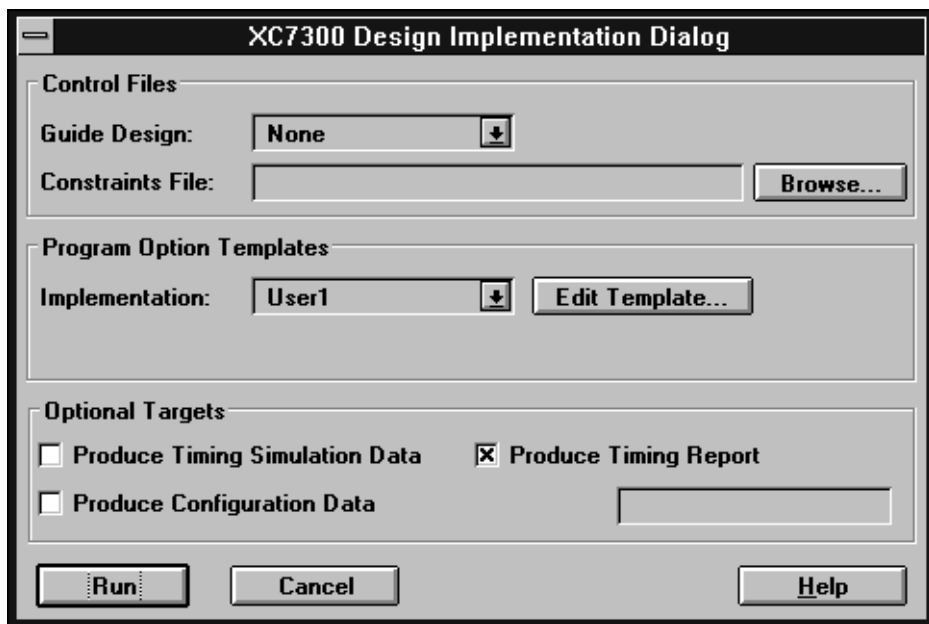 XC7300 Design Implementation Dialog
Control Files
Guide Design: None
Constraints File: Browse...
Program Option Templates
Implementation: User1 Edit Template...
Optional Targets
Produce Timing Simulation Data Produce Timing Report
Produce Configuration Data
Run Cancel Help